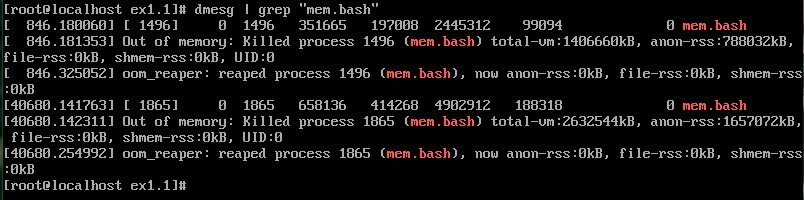 [root@localhost ex1.1]# dmesg | grep "mem.bash"
[  846.180060] [ 1496]     0  1496   351665   197008  2445312    99094             0 mem.bash
[  846.181353] Out of memory: Killed process 1496 (mem.bash) total-vm:1406660kB, anon-rss:788032kB,
file-rss:0kB, shmem-rss:0kB, UID:0
[  846.325052] oom_reaper: reaped process 1496 (mem.bash), now anon-rss:0kB, file-rss:0kB, shmem-rss
:0kB
[40680.141763] [ 1865]     0  1865   658136   414268  4902912   188318             0 mem.bash
[40680.142311] Out of memory: Killed process 1865 (mem.bash) total-vm:2632544kB, anon-rss:1657072kB,
 file-rss:0kB, shmem-rss:0kB, UID:0
[40680.254992] oom_reaper: reaped process 1865 (mem.bash), now anon-rss:0kB, file-rss:0kB, shmem-rss
:0kB
[root@localhost ex1.1]#